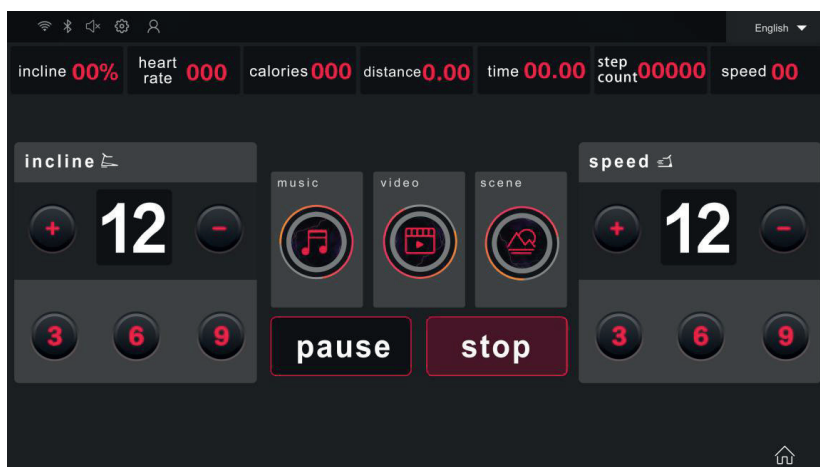 English
incline 00%
heart rate 000
calories 000
distance 0.00
time 00.00
step count 00000
speed 00
incline
+ 12 -
3 6 9
music
video
scene
pause
stop
speed
+ 12 -
3 6 9